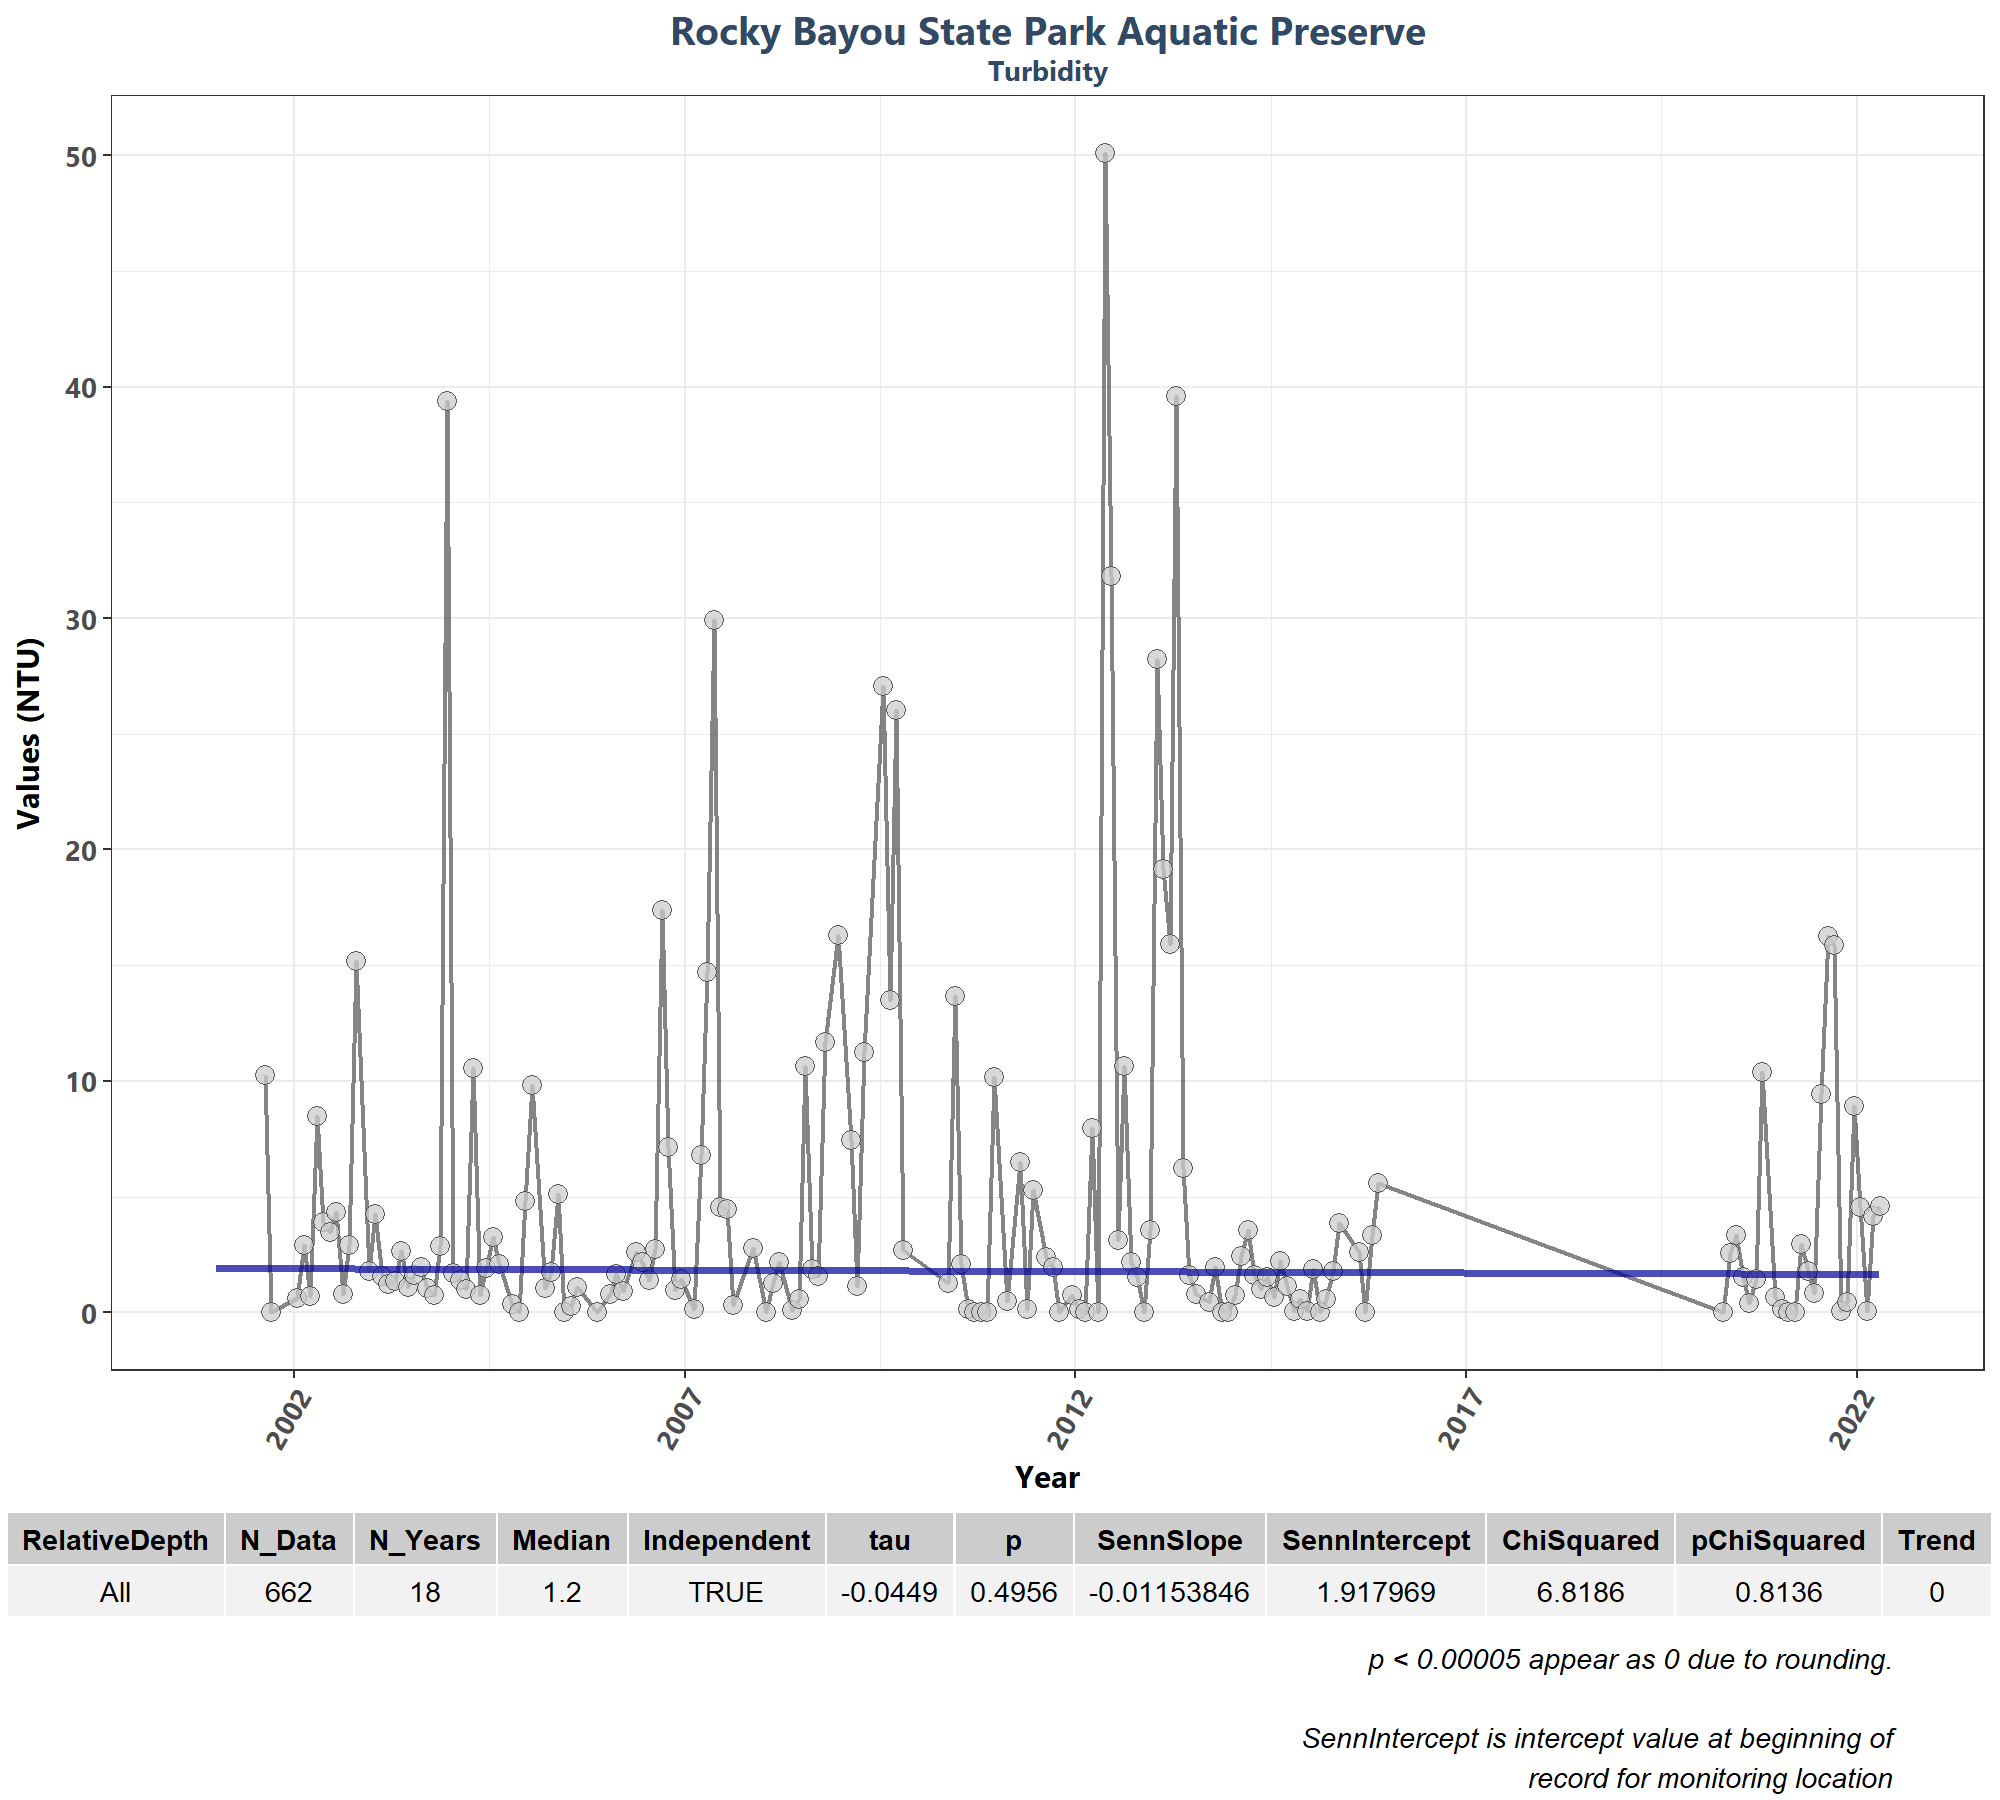 Rocky Bayou State Park Aquatic Preserve
Turbidity
Values (NTU)
50
40
30
20
10
0
2002
2007
2012
2017
2022
Year
RelativeDepth N_Data N_Years Median Independent tau p SennSlope SennIntercept ChiSquared pChiSquared Trend
All 662 18 1.2 TRUE -0.0449 0.4956 -0.01153846 1.917969 6.8186 0.8136 0
p < 0.00005 appear as 0 due to rounding.
SennIntercept is intercept value at beginning of
record for monitoring location